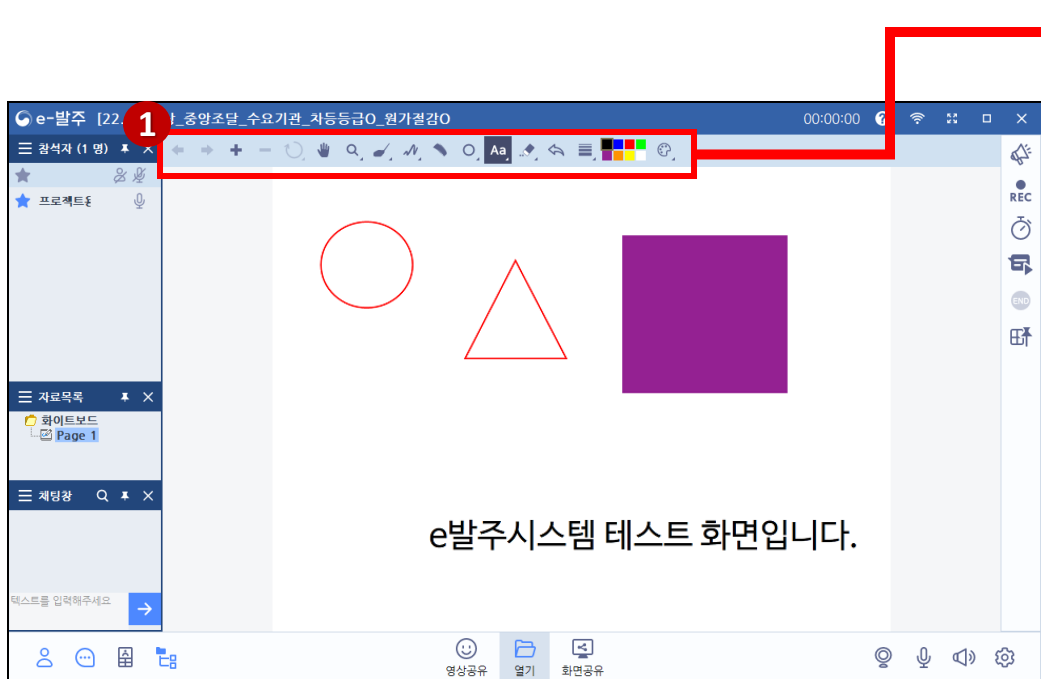 1
e-발주 [22. _중앙조달_수요기관_차등등급O_원가절감O 00:00:00
참석자 (1 명)
Aa
REC
프로젝트용
END
자료목록
화이트보드
Page 1
채팅창
e발주시스템 테스트 화면입니다.
텍스트를 입력해주세요
영상공유 열기 화면공유